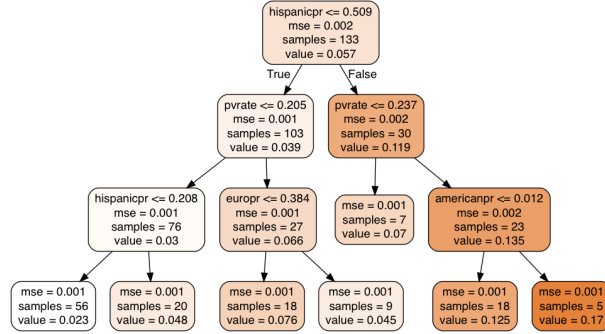 hispanicpr <= 0.509
mse = 0.002
samples = 133
value = 0.057
True
False
pvrate <= 0.205
mse = 0.001
samples = 103
value = 0.039
pvrate <= 0.237
mse = 0.002
samples = 30
value = 0.119
hispanicpr <= 0.208
mse = 0.001
samples = 76
value = 0.03
europr <= 0.384
mse = 0.001
samples = 27
value = 0.066
mse = 0.001
samples = 7
value = 0.07
americanpr <= 0.012
mse = 0.002
samples = 23
value = 0.135
mse = 0.001
samples = 56
value = 0.023
mse = 0.001
samples = 20
value = 0.048
mse = 0.001
samples = 18
value = 0.076
mse = 0.001
samples = 9
value = 0.045
mse = 0.001
samples = 18
value = 0.125
mse = 0.001
samples = 5
value = 0.17